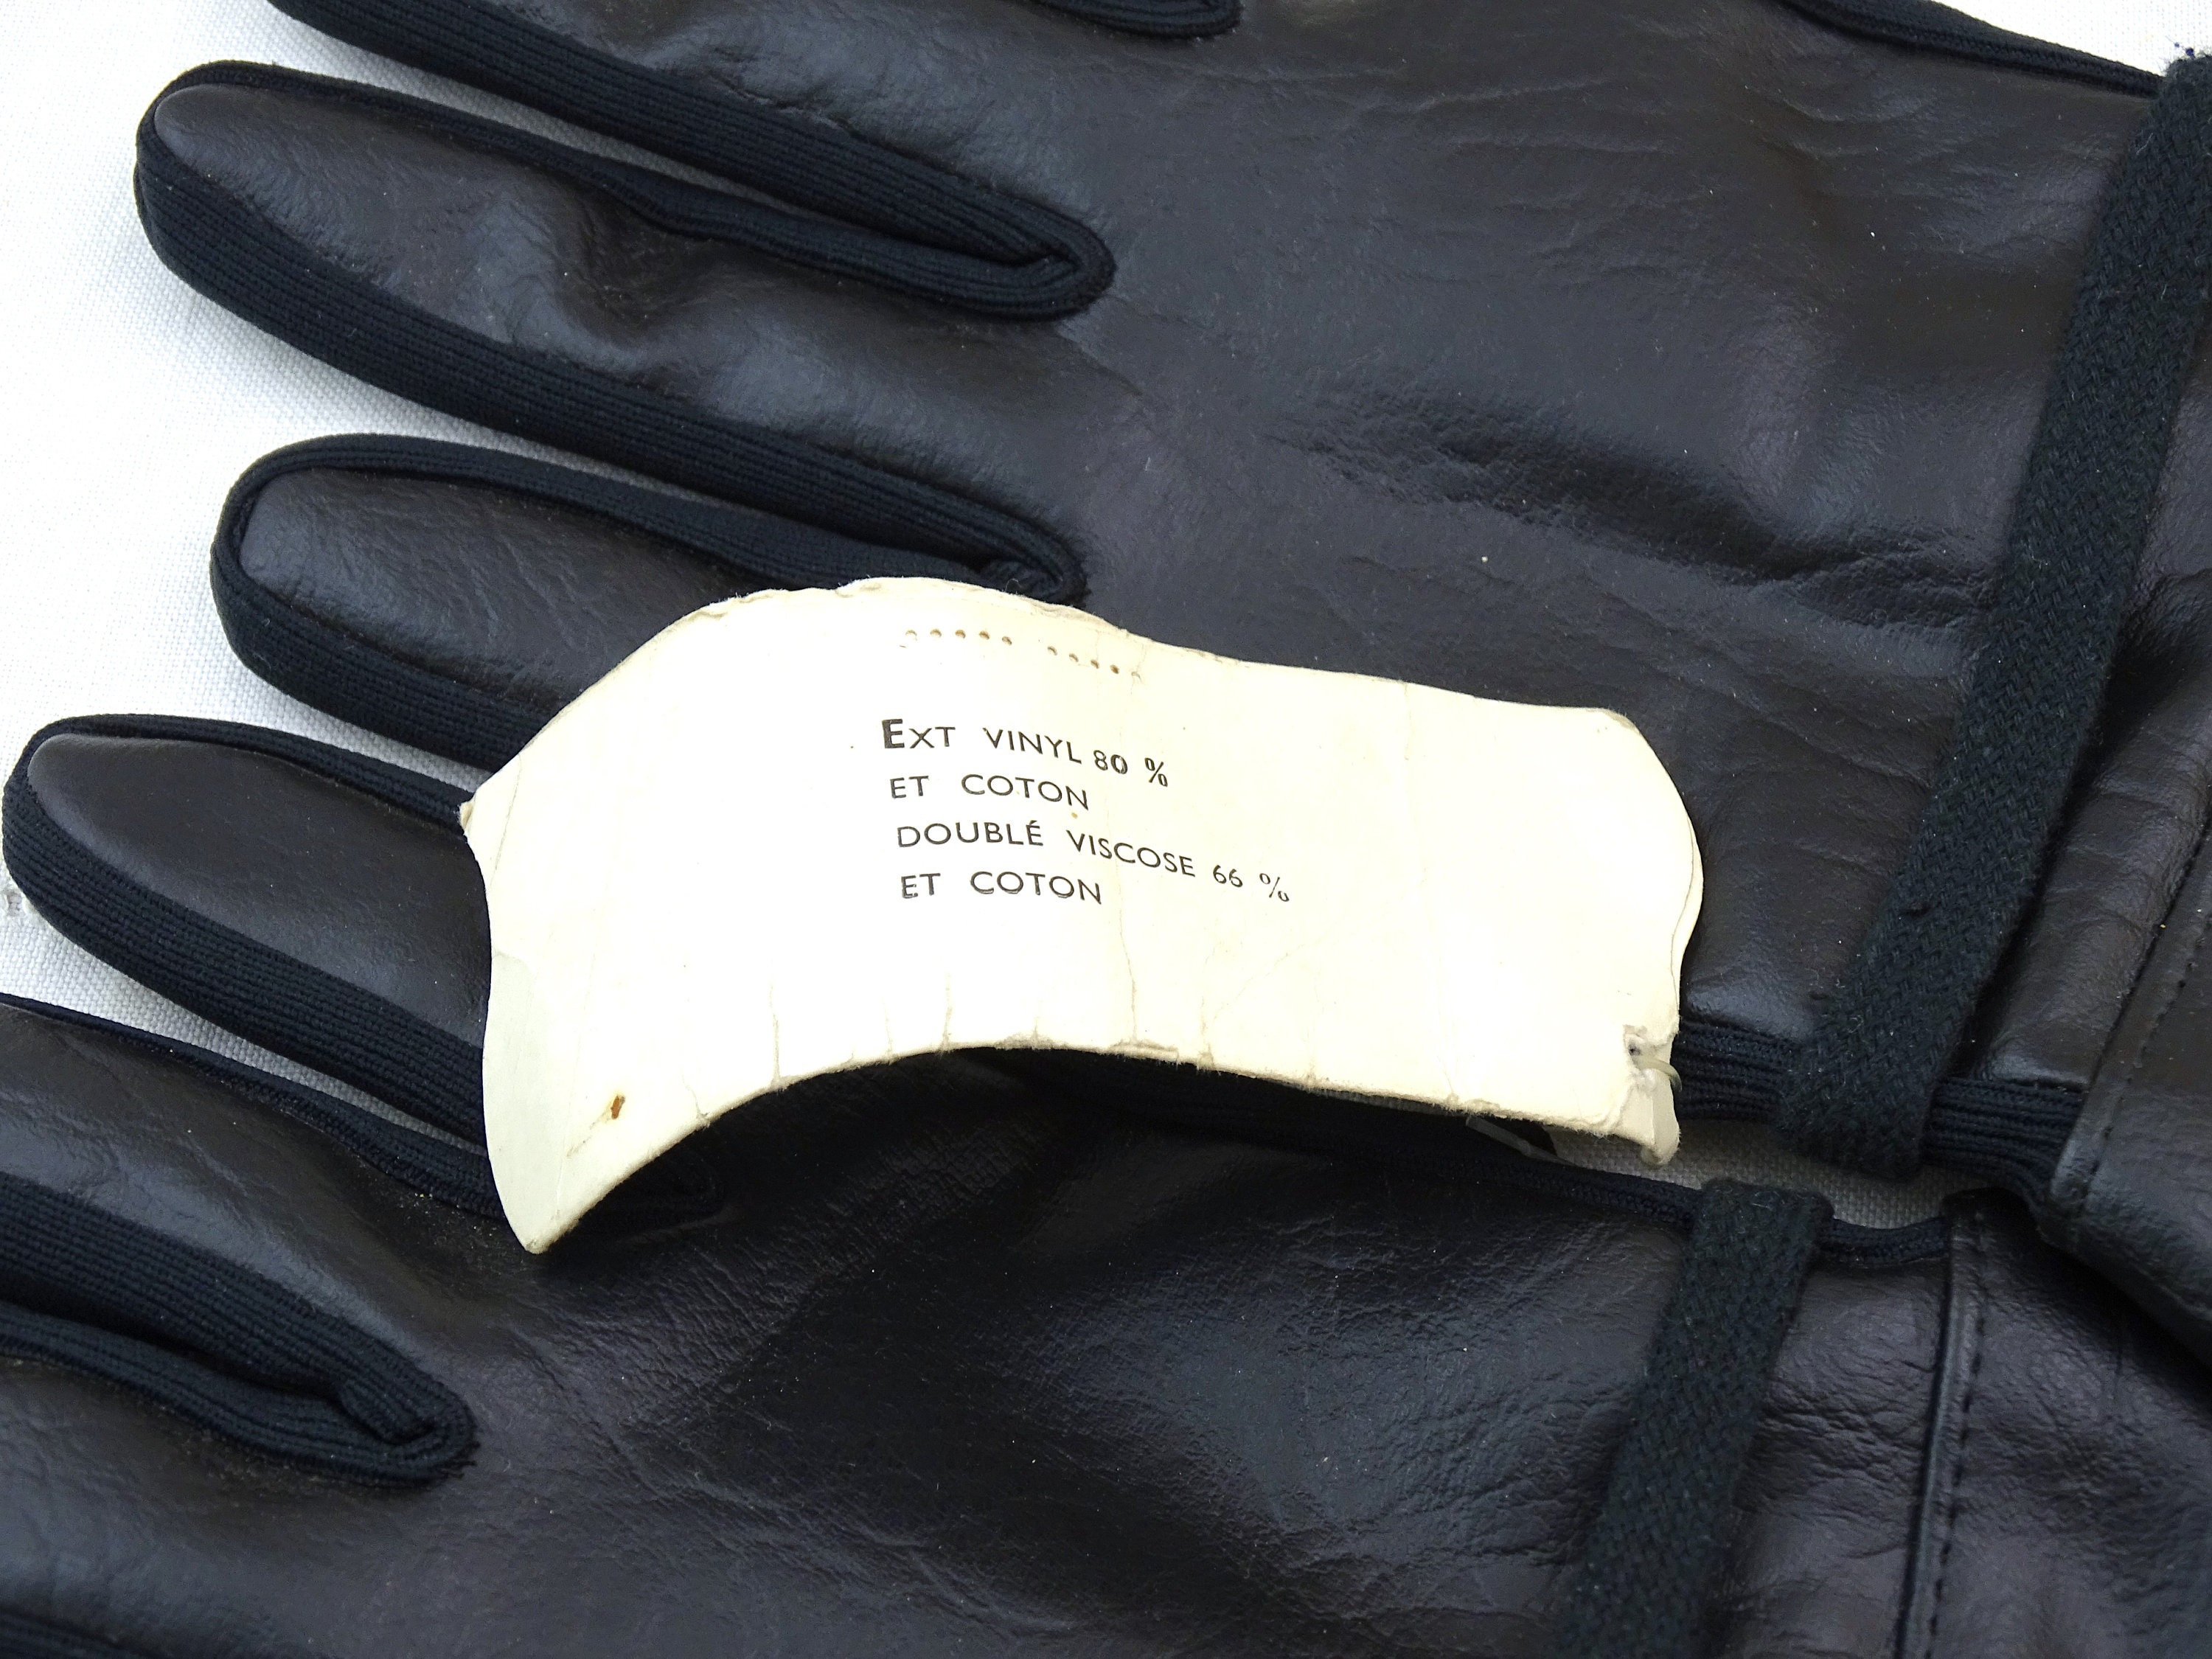 EXT VINYL 80 %
ET COTON
DOUBLÉ VISCOSE 66 %
ET COTON